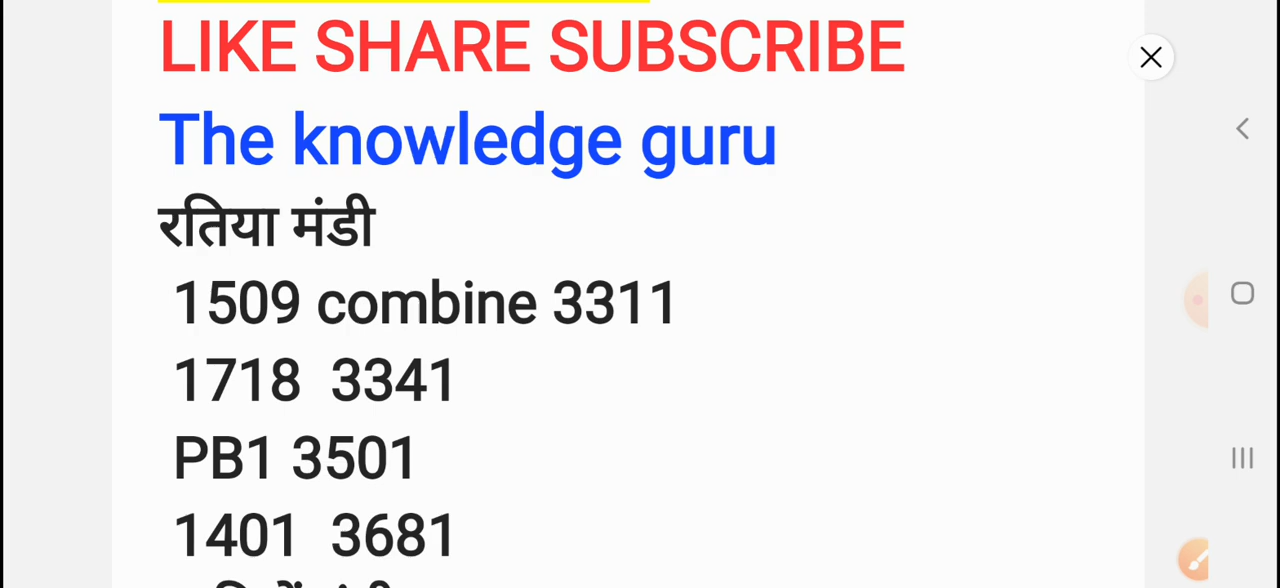 LIKE SHARE SUBSCRIBE
The knowledge guru
रतिया मंडी
1509 combine 3311
1718 3341
PB1 3501
1401 3681